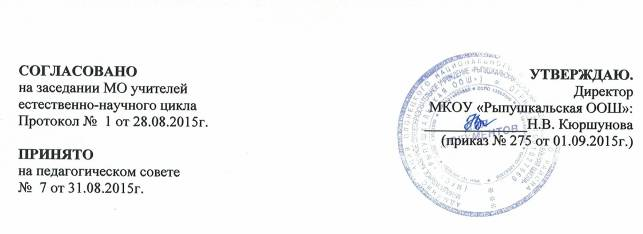 СОГЛАСОВАНО
на заседании МО учителей
естественно-научного цикла
Протокол № 1 от 28.08.2015г.
ПРИНЯТО
на педагогическом совете
№ 7 от 31.08.2015г.
УТВЕРЖДАЮ.
Директор
МКОУ «Рыпушкальская ООШ»:
Н.В. Кюршунова
(приказ № 275 от 01.09.2015г.)
ДОКУМЕНТОВ